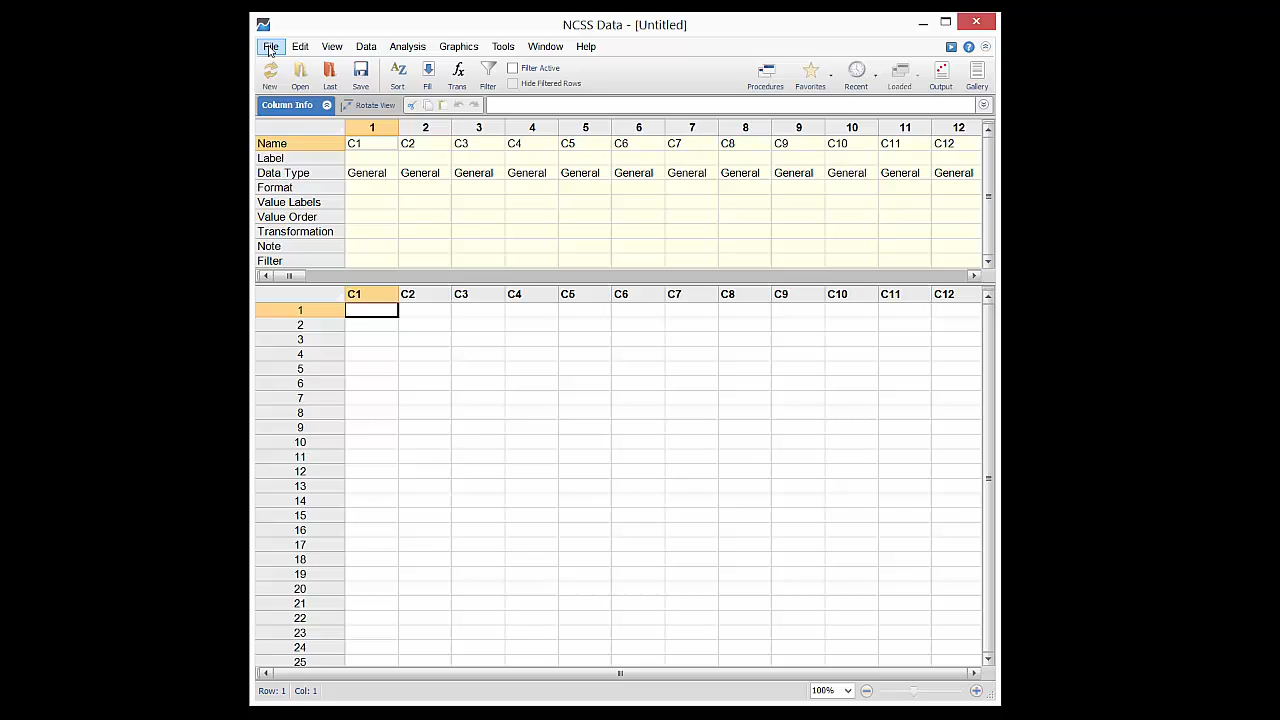 NCSS Data - [Untitled]
File Edit View Data Analysis Graphics Tools Window Help
New Open Last Save Sort Fill Trans Filter Filter Active Hide Filtered Rows Procedures Favorites Recent Loaded Output Gallery
Column Info Rotate View
1 2 3 4 5 6 7 8 9 10 11 12
Name C1 C2 C3 C4 C5 C6 C7 C8 C9 C10 C11 C12
Label
Data Type General General General General General General General General General General General General
Format
Value Labels
Value Order
Transformation
Note
Filter
C1 C2 C3 C4 C5 C6 C7 C8 C9 C10 C11 C12
1
2
3
4
5
6
7
8
9
10
11
12
13
14
15
16
17
18
19
20
21
22
23
24
25
Row: 1 Col: 1 100%